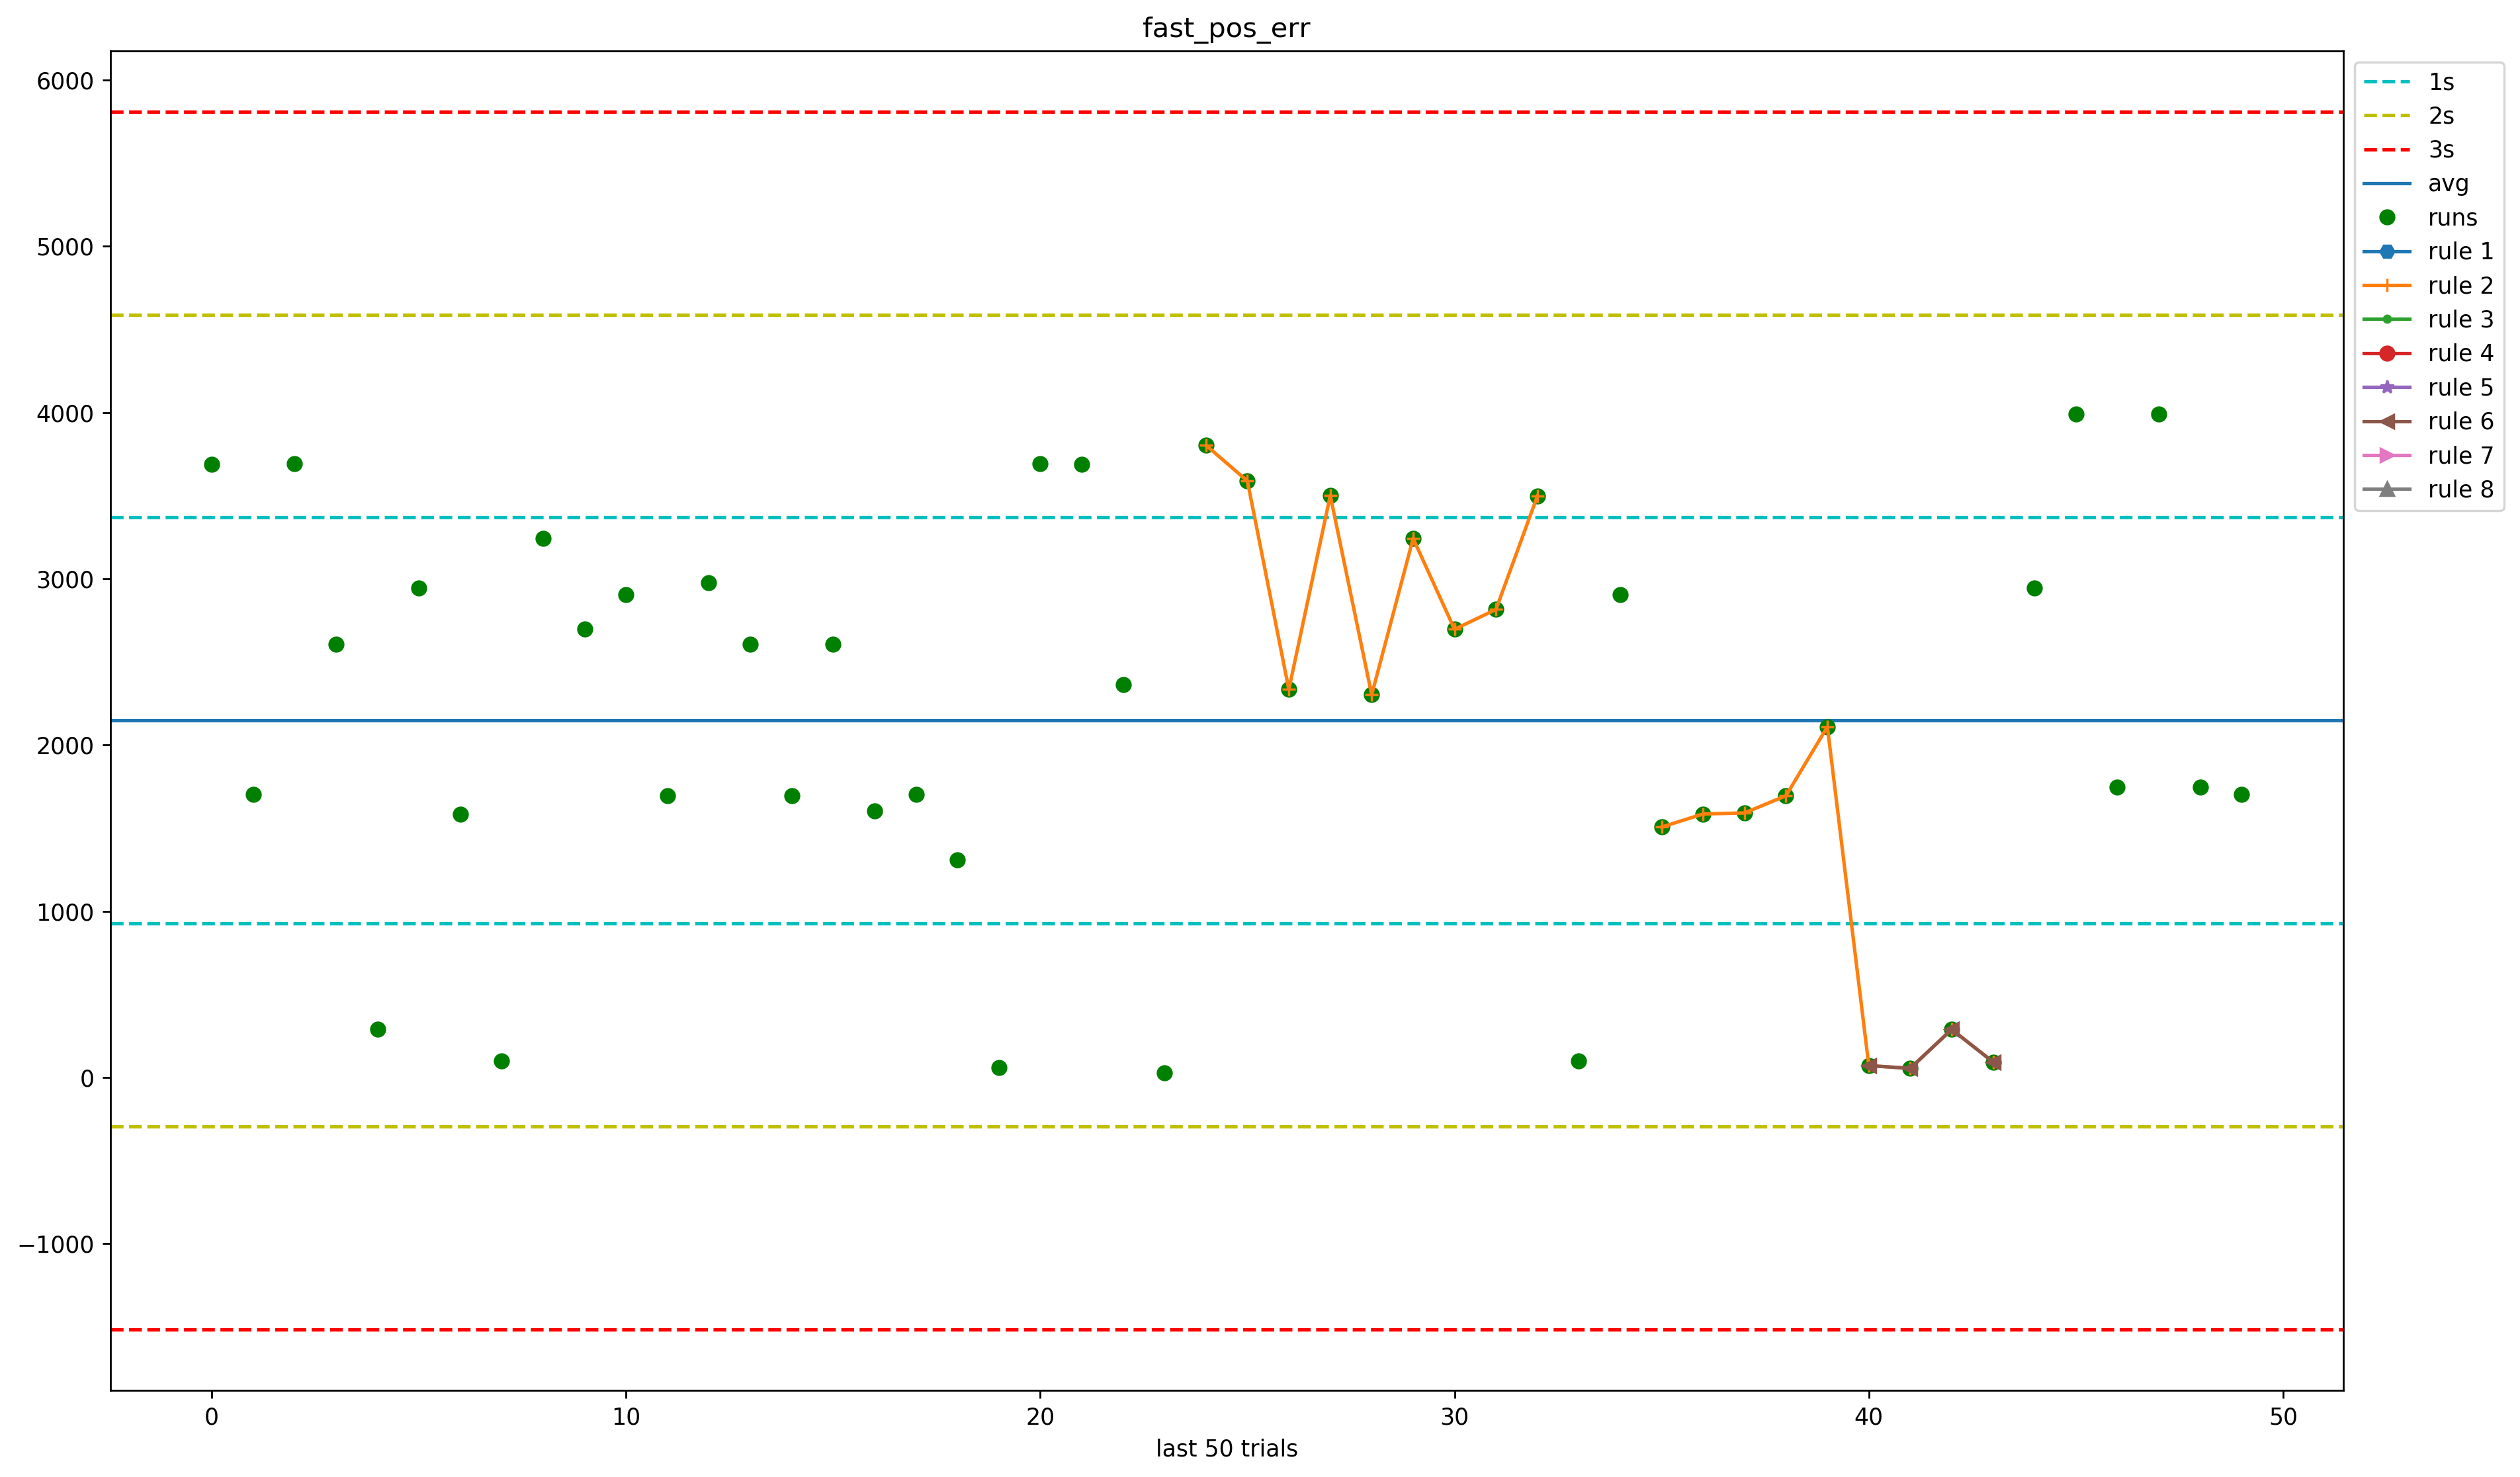 fast_pos_err
6000
5000
4000
3000
2000
1000
0
−1000
0 10 20 30 40 50
last 50 trials
1s
2s
3s
avg
runs
rule 1
rule 2
rule 3
rule 4
rule 5
rule 6
rule 7
rule 8